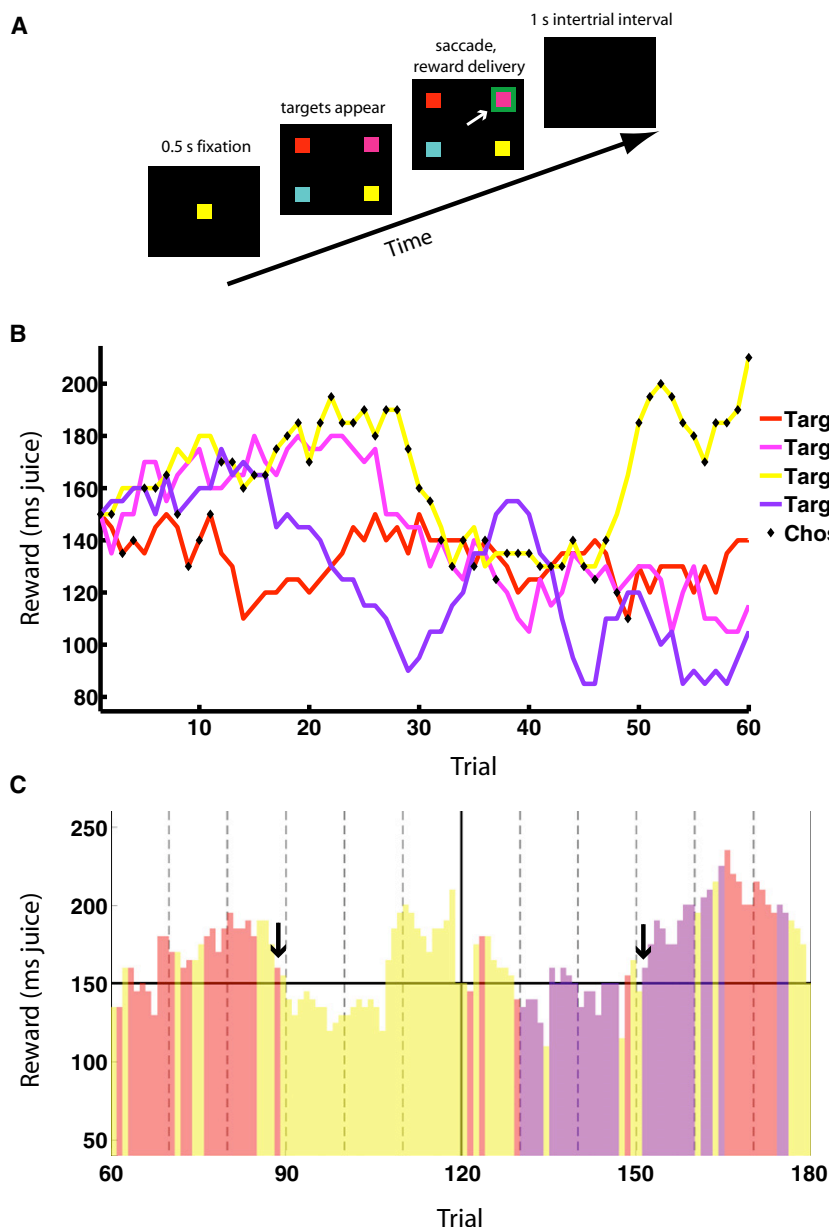 A
0.5 s fixation
targets appear
saccade,
reward delivery
1 s intertrial interval
Time
B
Reward (ms juice)
200
180
160
140
120
100
80
10
20
30
40
50
60
Trial
Targ
Targ
Targ
Targ
Chos
C
Reward (ms juice)
250
200
150
100
50
60
90
120
150
180
Trial